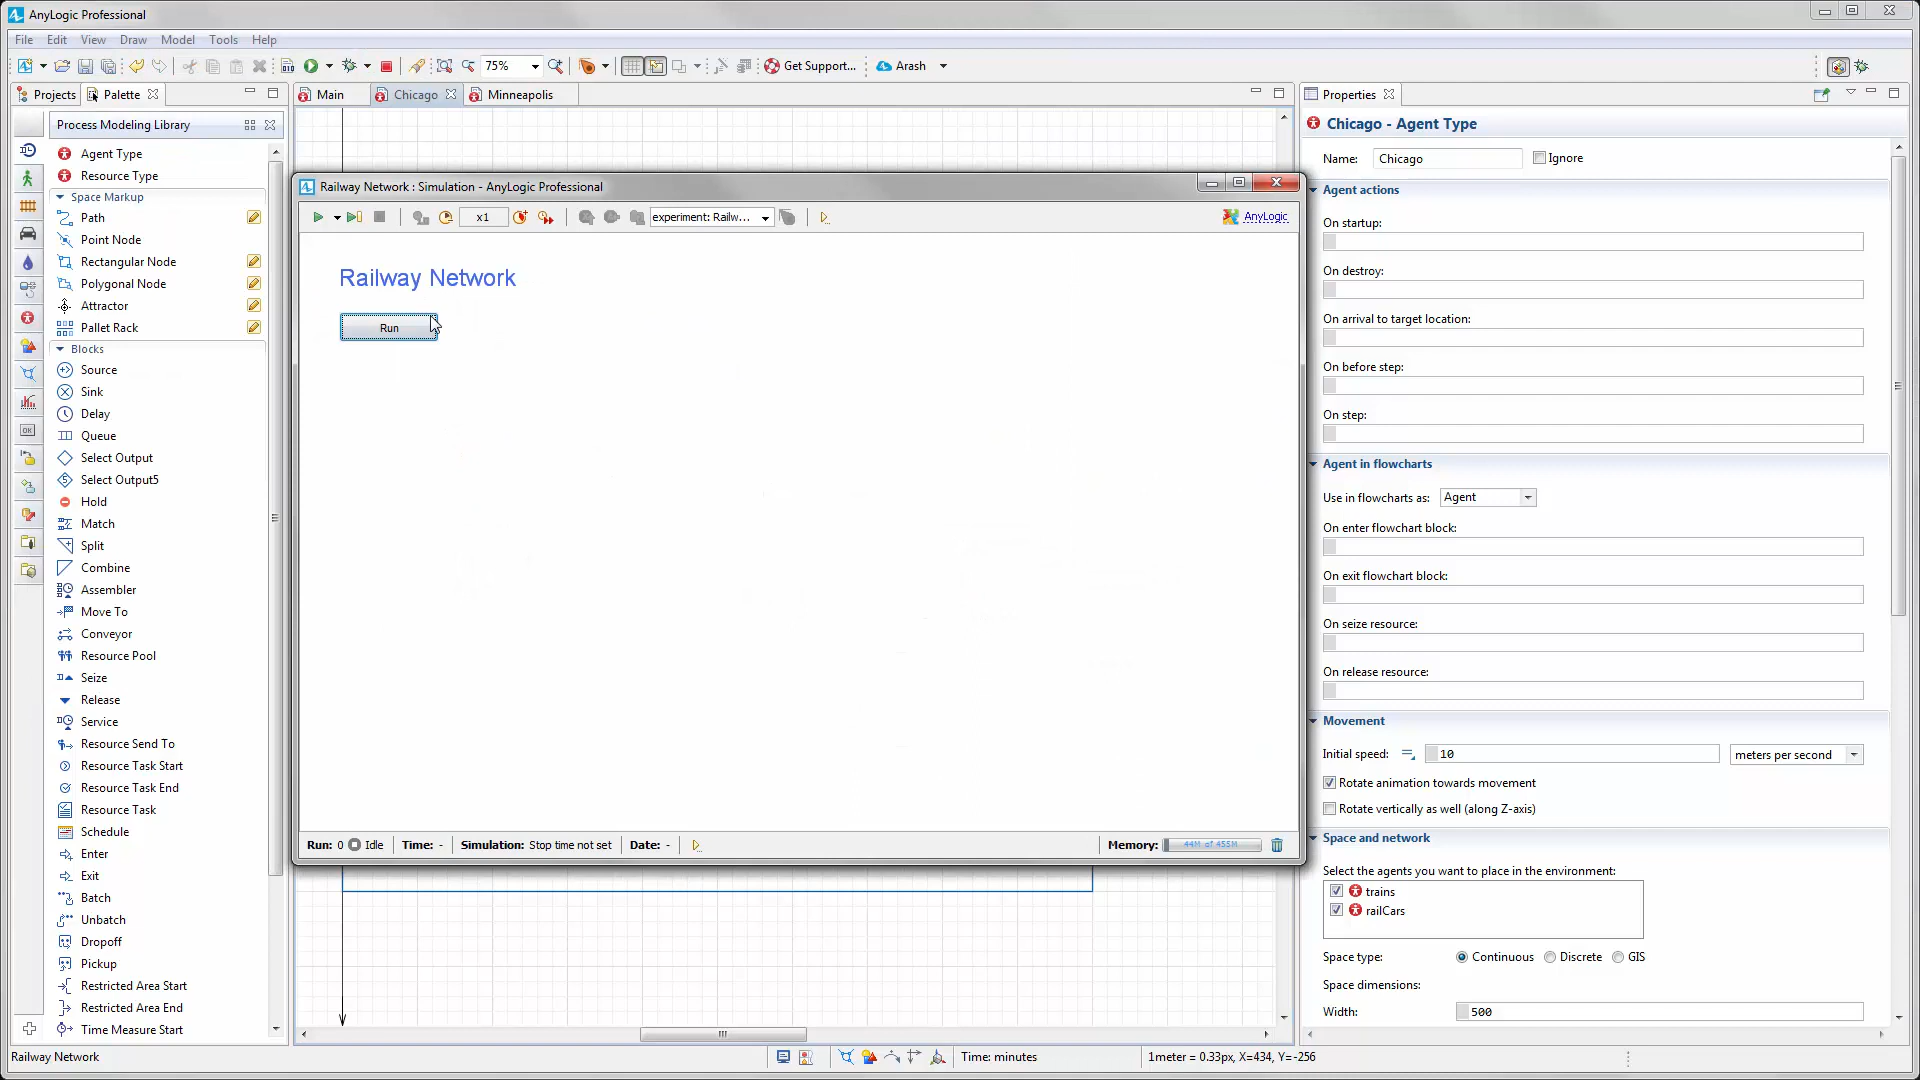 AnyLogic Professional
File Edit View Draw Model Tools Help
75% Get Support... Arash
Projects Palette
Main Chicago Minneapolis
Properties
Process Modeling Library
Agent Type
Resource Type
Space Markup
Path
Point Node
Rectangular Node
Polygonal Node
Attractor
Pallet Rack
Blocks
Source
Sink
Delay
Queue
Select Output
Select Output5
Hold
Match
Split
Combine
Assembler
Move To
Conveyor
Resource Pool
Seize
Release
Service
Resource Send To
Resource Task Start
Resource Task End
Resource Task
Schedule
Enter
Exit
Batch
Unbatch
Dropoff
Pickup
Restricted Area Start
Restricted Area End
Time Measure Start
Railway Network : Simulation - AnyLogic Professional
x1 experiment: Railw... AnyLogic
Railway Network
Run
Run: 0 Idle Time: - Simulation: Stop time not set Date: - Memory: 44M of 455M
Chicago - Agent Type
Name: Chicago Ignore
Agent actions
On startup:
On destroy:
On arrival to target location:
On before step:
On step:
Agent in flowcharts
Use in flowcharts as: Agent
On enter flowchart block:
On exit flowchart block:
On seize resource:
On release resource:
Movement
Initial speed: 10 meters per second
Rotate animation towards movement
Rotate vertically as well (along Z-axis)
Space and network
Select the agents you want to place in the environment:
trains
railCars
Space type: Continuous Discrete GIS
Space dimensions:
Width: 500
Railway Network Time: minutes 1meter = 0.33px, X=434, Y=-256